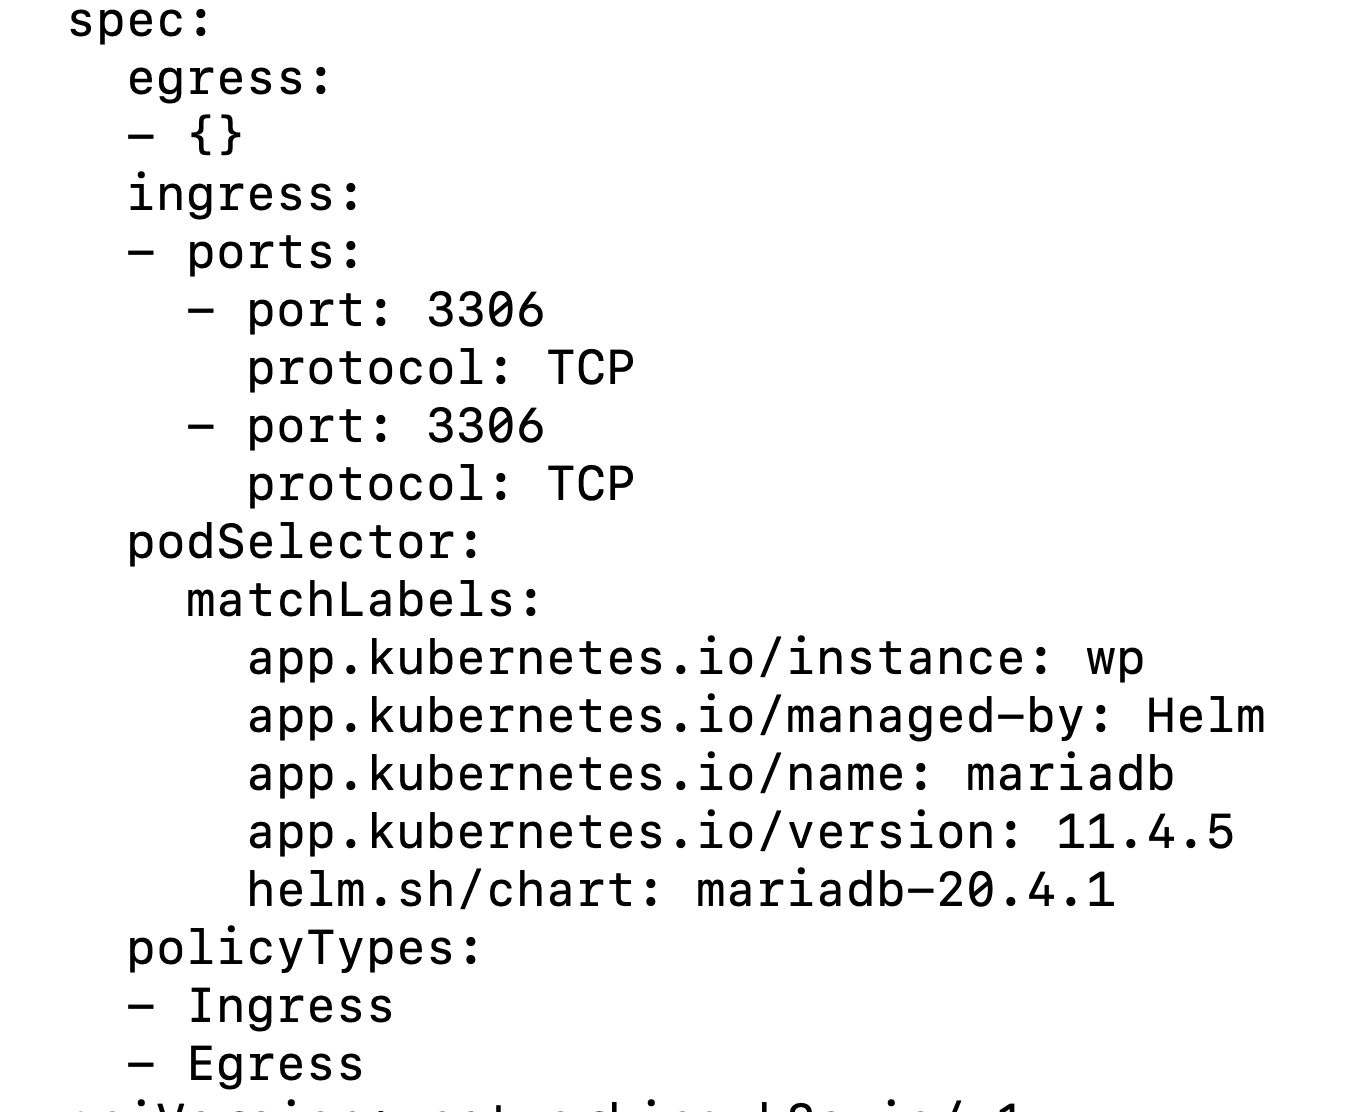 spec:
  egress:
  - {}
  ingress:
  - ports:
    - port: 3306
      protocol: TCP
    - port: 3306
      protocol: TCP
  podSelector:
    matchLabels:
      app.kubernetes.io/instance: wp
      app.kubernetes.io/managed-by: Helm
      app.kubernetes.io/name: mariadb
      app.kubernetes.io/version: 11.4.5
      helm.sh/chart: mariadb-20.4.1
  policyTypes:
  - Ingress
  - Egress